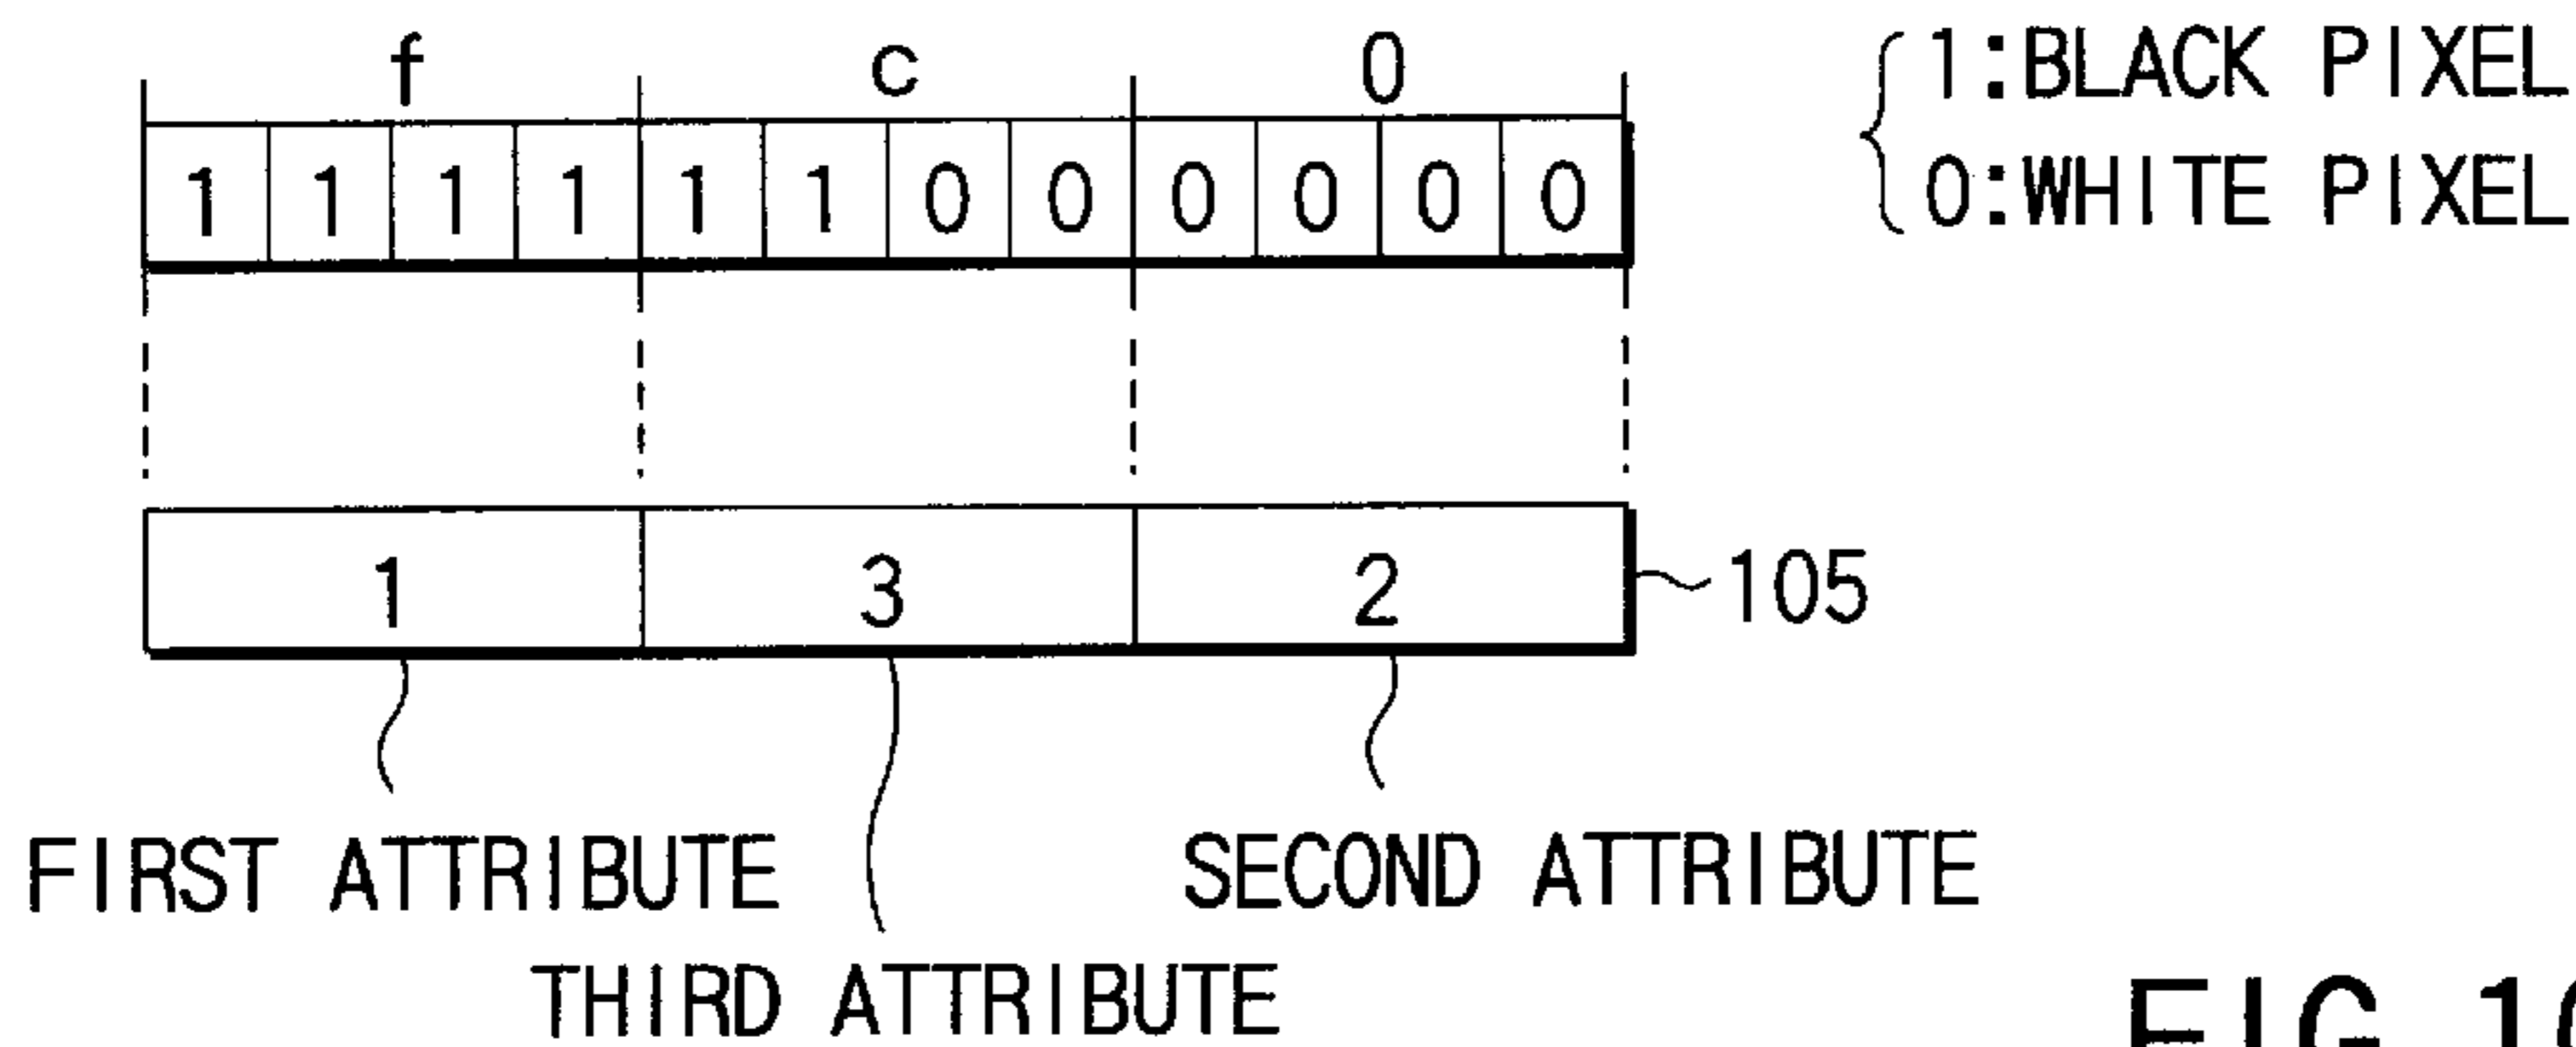 f c 0
1:BLACK PIXEL
1 1 1 1 1 1 0 0 0 0 0 0
0:WHITE PIXEL
1 3 2
105
FIRST ATTRIBUTE
SECOND ATTRIBUTE
THIRD ATTRIBUTE